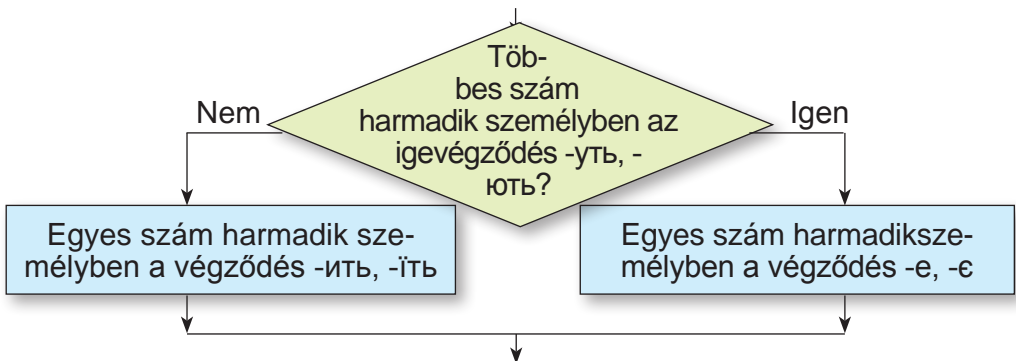 Töb-
bes szám
harmadik személyben az
igevégződés -уть, -
ють?
Nem
Igen
Egyes szám harmadik sze-
mélyben a végződés -ить, -їть
Egyes szám harmadiksze-
mélyben a végződés -е, -є